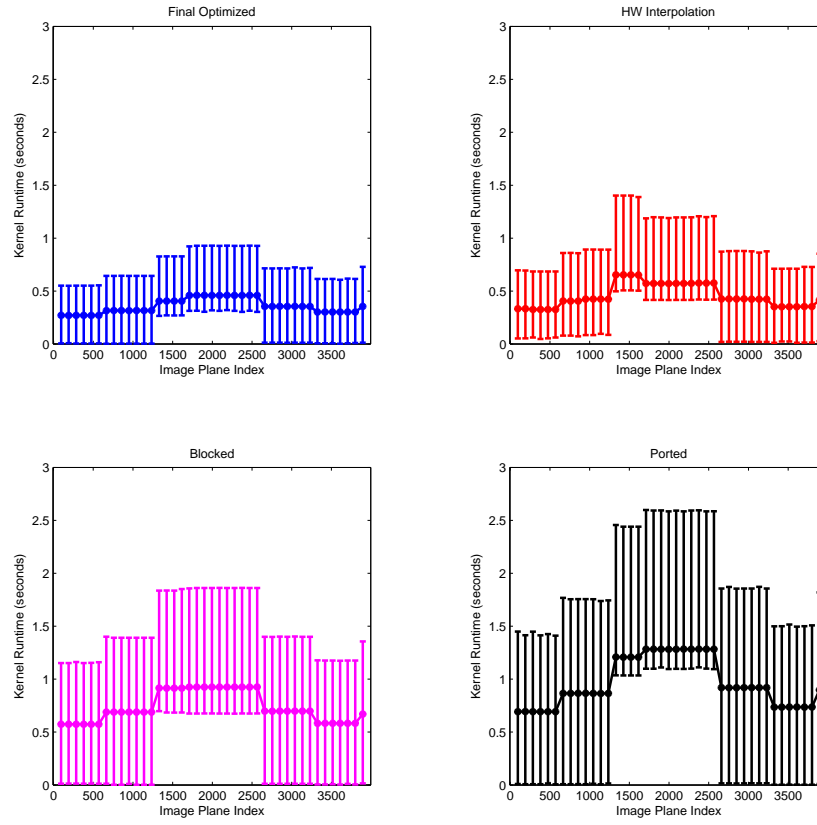 Final Optimized
3
2.5
2
1.5
1
0.5
0
Kernel Runtime (seconds)
0 500 1000 1500 2000 2500 3000 3500
Image Plane Index
HW Interpolation
3
2.5
2
1.5
1
0.5
0
Kernel Runtime (seconds)
0 500 1000 1500 2000 2500 3000 3500
Image Plane Index
Blocked
3
2.5
2
1.5
1
0.5
0
Kernel Runtime (seconds)
0 500 1000 1500 2000 2500 3000 3500
Image Plane Index
Ported
3
2.5
2
1.5
1
0.5
0
Kernel Runtime (seconds)
0 500 1000 1500 2000 2500 3000 3500
Image Plane Index